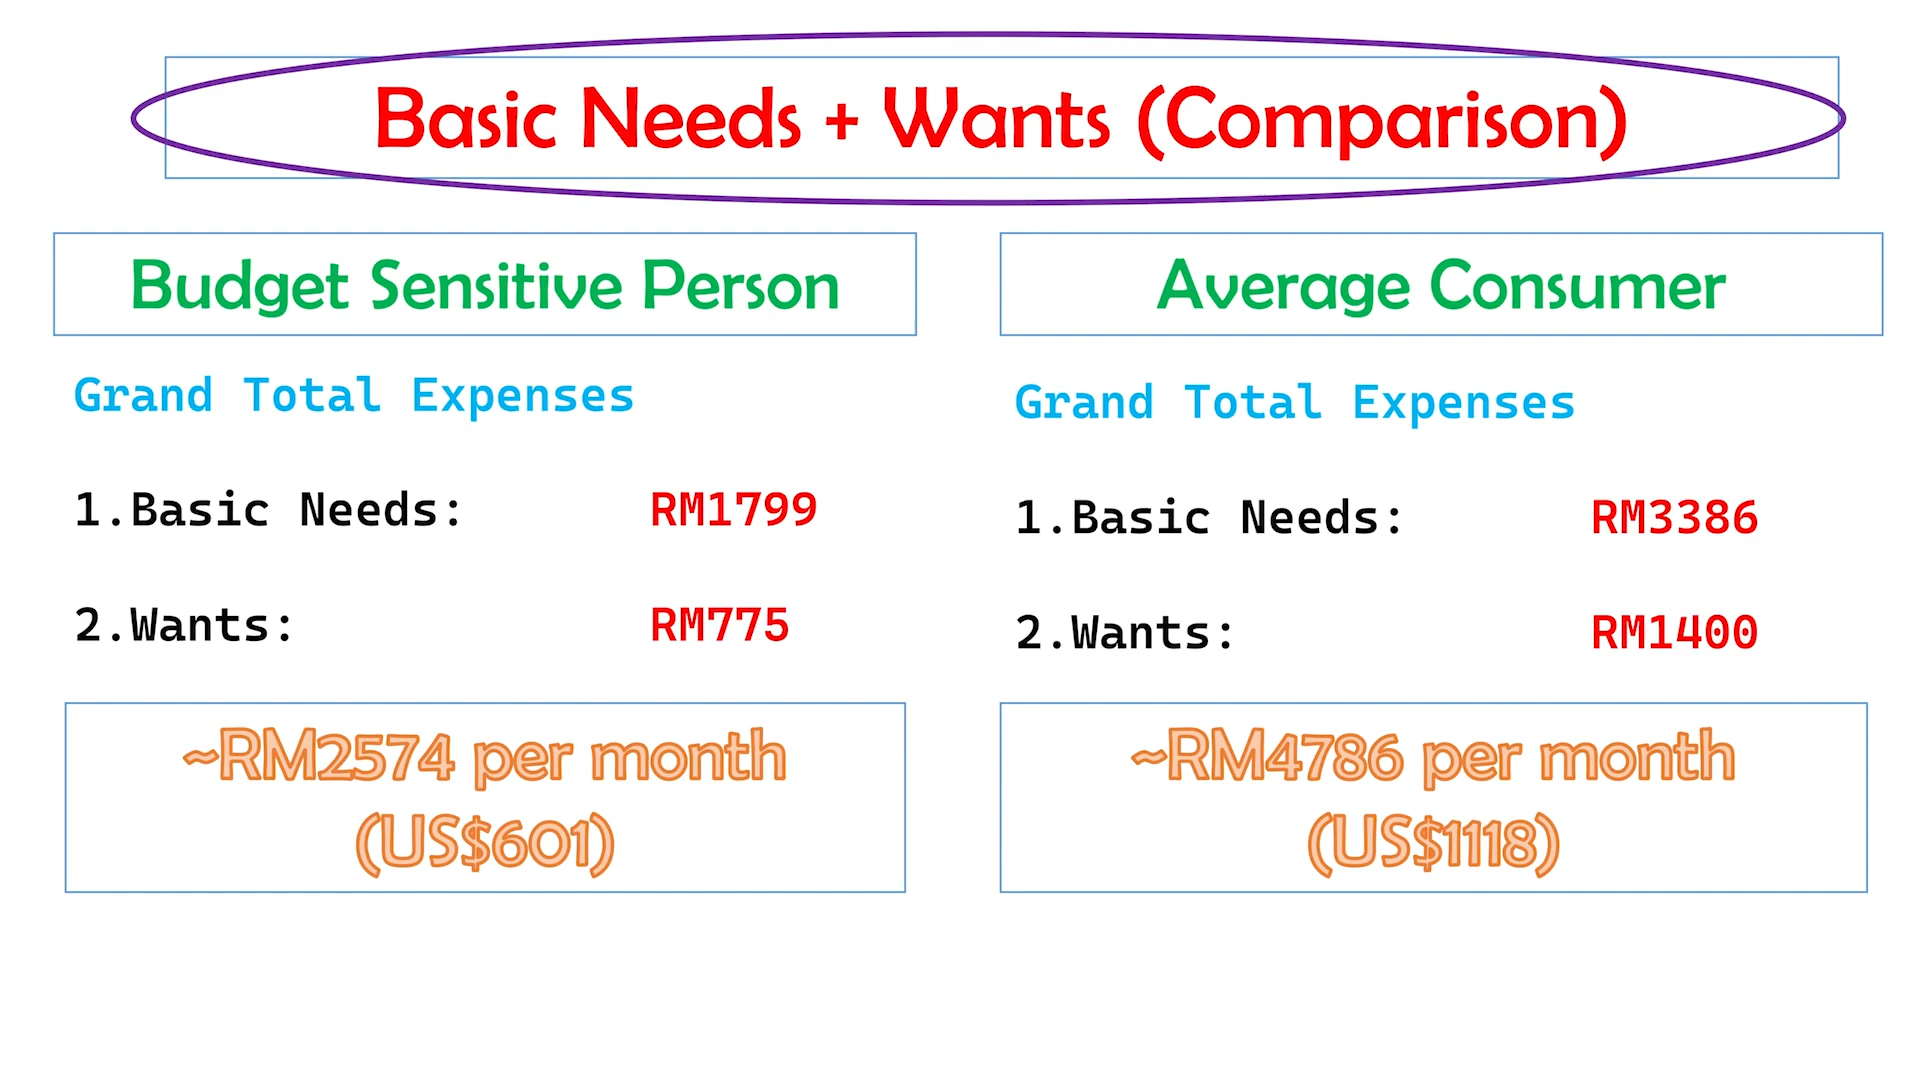 Basic Needs + Wants (Comparison)
Budget Sensitive Person
Grand Total Expenses
1.Basic Needs: RM1799
2.Wants: RM775
~RM2574 per month
(US$601)
Average Consumer
Grand Total Expenses
1.Basic Needs: RM3386
2.Wants: RM1400
~RM4786 per month
(US$1118)